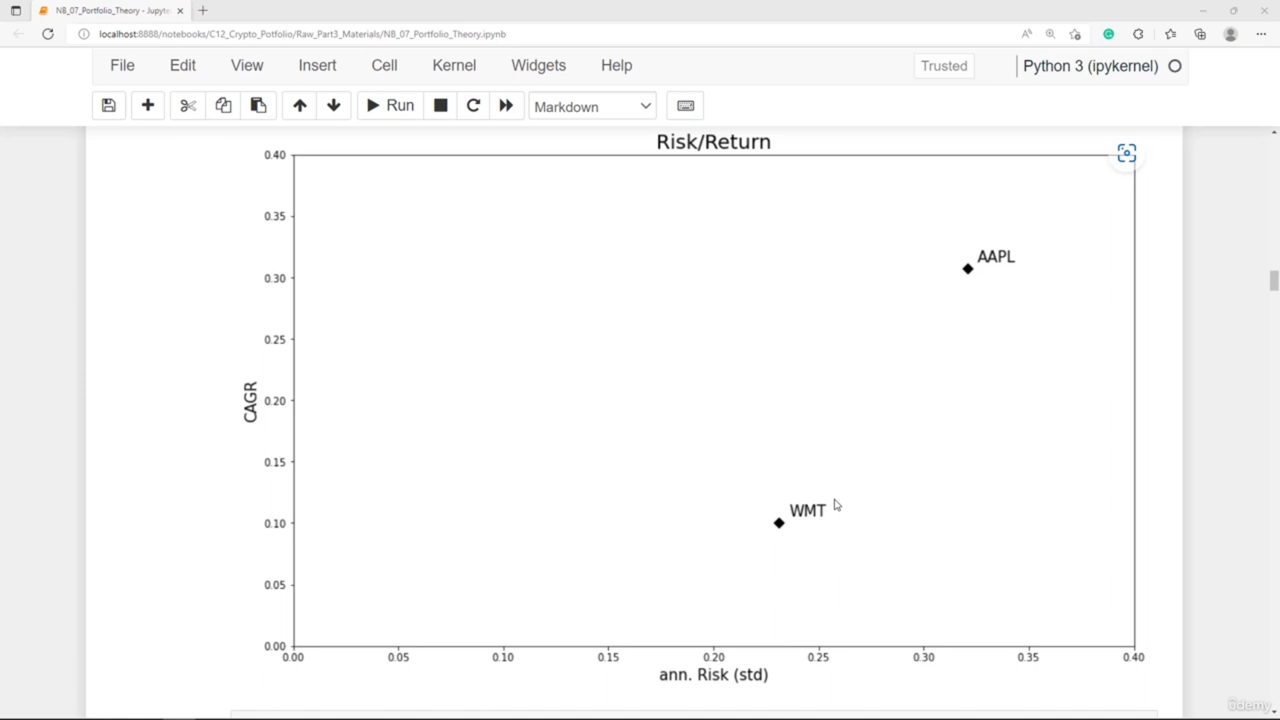 NB_07_Portfolio_Theory - Jupyte
localhost:8888/notebooks/C12_Crypto_Potfolio/Raw_Part3_Materials/NB_07_Portfolio_Theory.ipynb
File Edit View Insert Cell Kernel Widgets Help Trusted Python 3 (ipykernel)
Run Markdown
Risk/Return
0.40
0.35
AAPL
0.30
0.25
CAGR
0.20
0.15
WMT
0.10
0.05
0.00
0.00 0.05 0.10 0.15 0.20 0.25 0.30 0.35 0.40
ann. Risk (std)
ûdemy